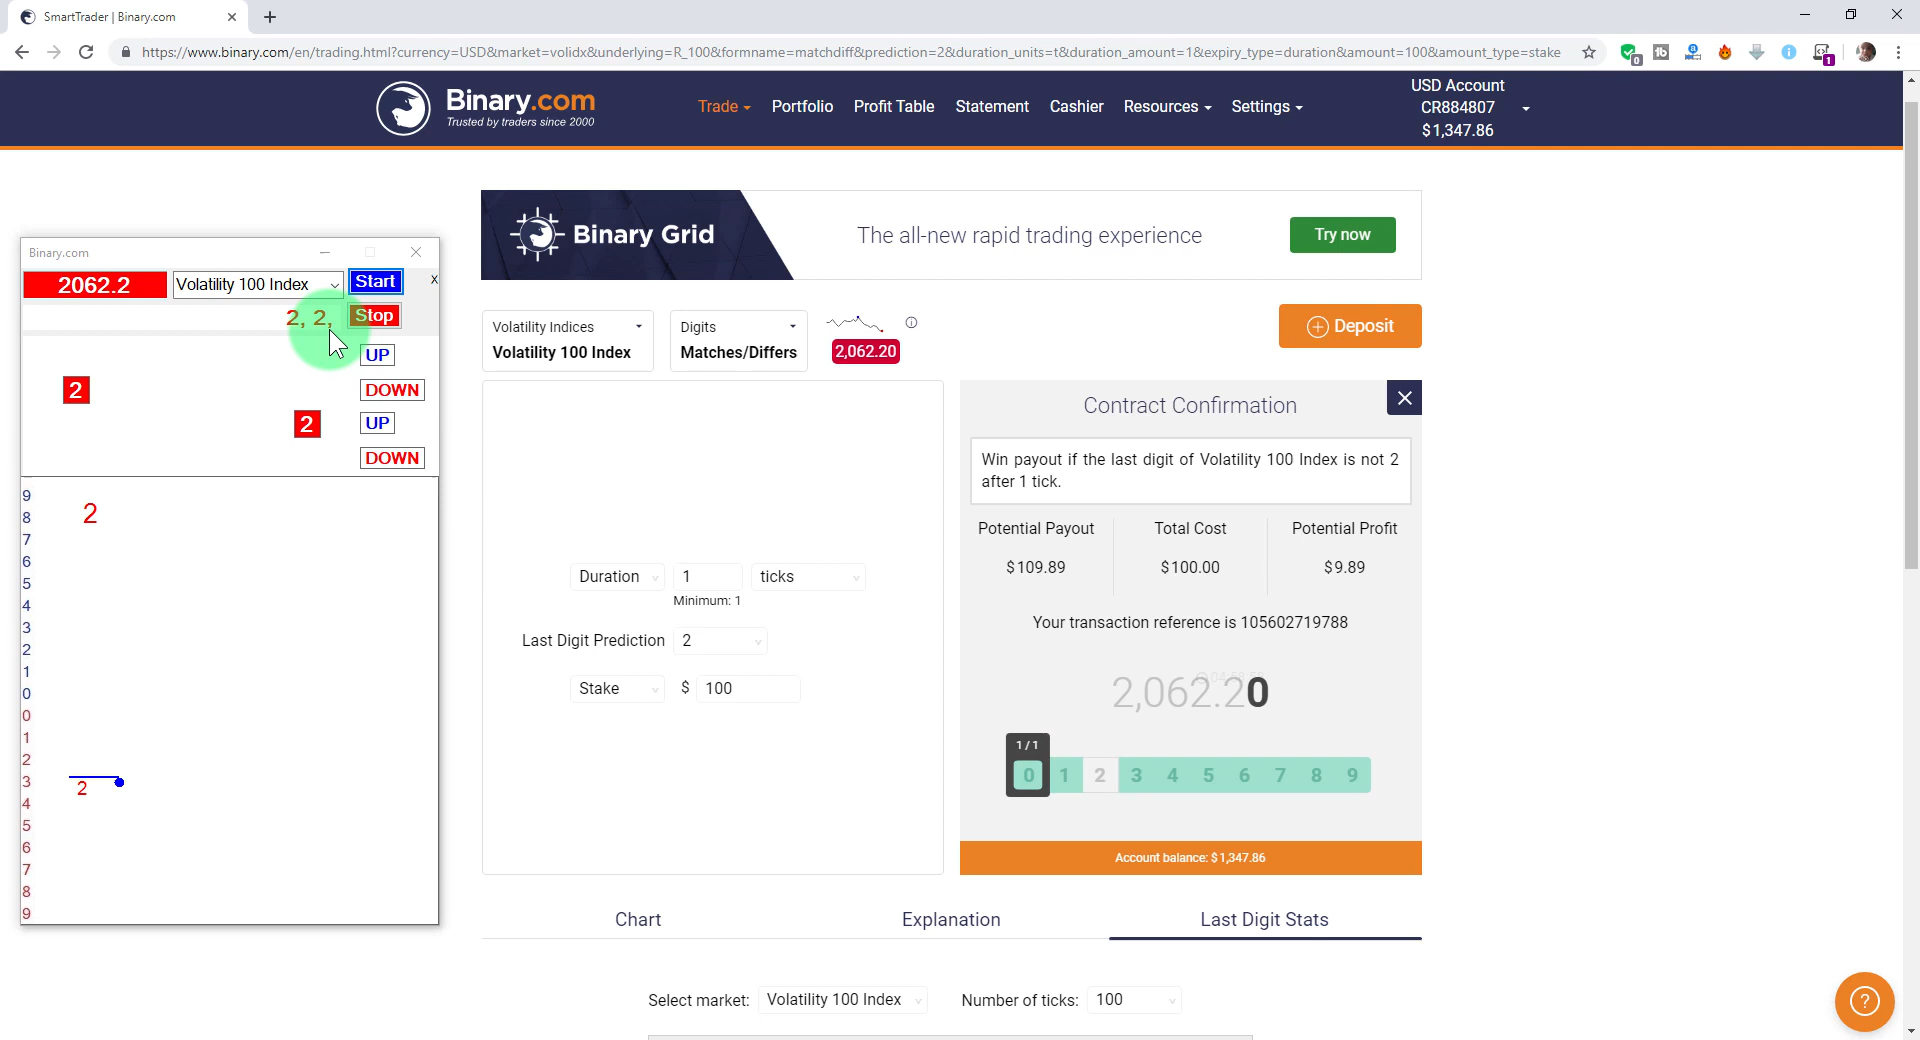 SmartTrader | Binary.com
https://www.binary.com/en/trading.html?currency=USD&market=volidx&underlying=R_100&formname=matchdiff&prediction=2&duration_units=t&duration_amount=1&expiry_type=duration&amount=100&amount_type=stake
0
1
Binary.com
Trusted by traders since 2000
Trade
Portfolio
Profit Table
Statement
Cashier
Resources
Settings
USD Account
CR884807
$1,347.86
Binary Grid
The all-new rapid trading experience
Try now
Binary.com
2062.2
Volatility 100 Index
Start
x
2, 2,
Stop
UP
2
DOWN
2
UP
DOWN
9
8
2
7
6
5
4
3
2
1
0
0
1
2
3
2
4
5
6
7
8
9
Volatility Indices
Volatility 100 Index
Digits
Matches/Differs
2,062.20
Deposit
Duration 1 ticks
Minimum: 1
Last Digit Prediction 2
Stake $ 100
Contract Confirmation
Win payout if the last digit of Volatility 100 Index is not 2
after 1 tick.
Potential Payout Total Cost Potential Profit
$109.89 $100.00 $9.89
Your transaction reference is 105602719788
2,062.20
1/1
0 1 2 3 4 5 6 7 8 9
Account balance: $1,347.86
Chart Explanation Last Digit Stats
Select market: Volatility 100 Index Number of ticks: 100
?